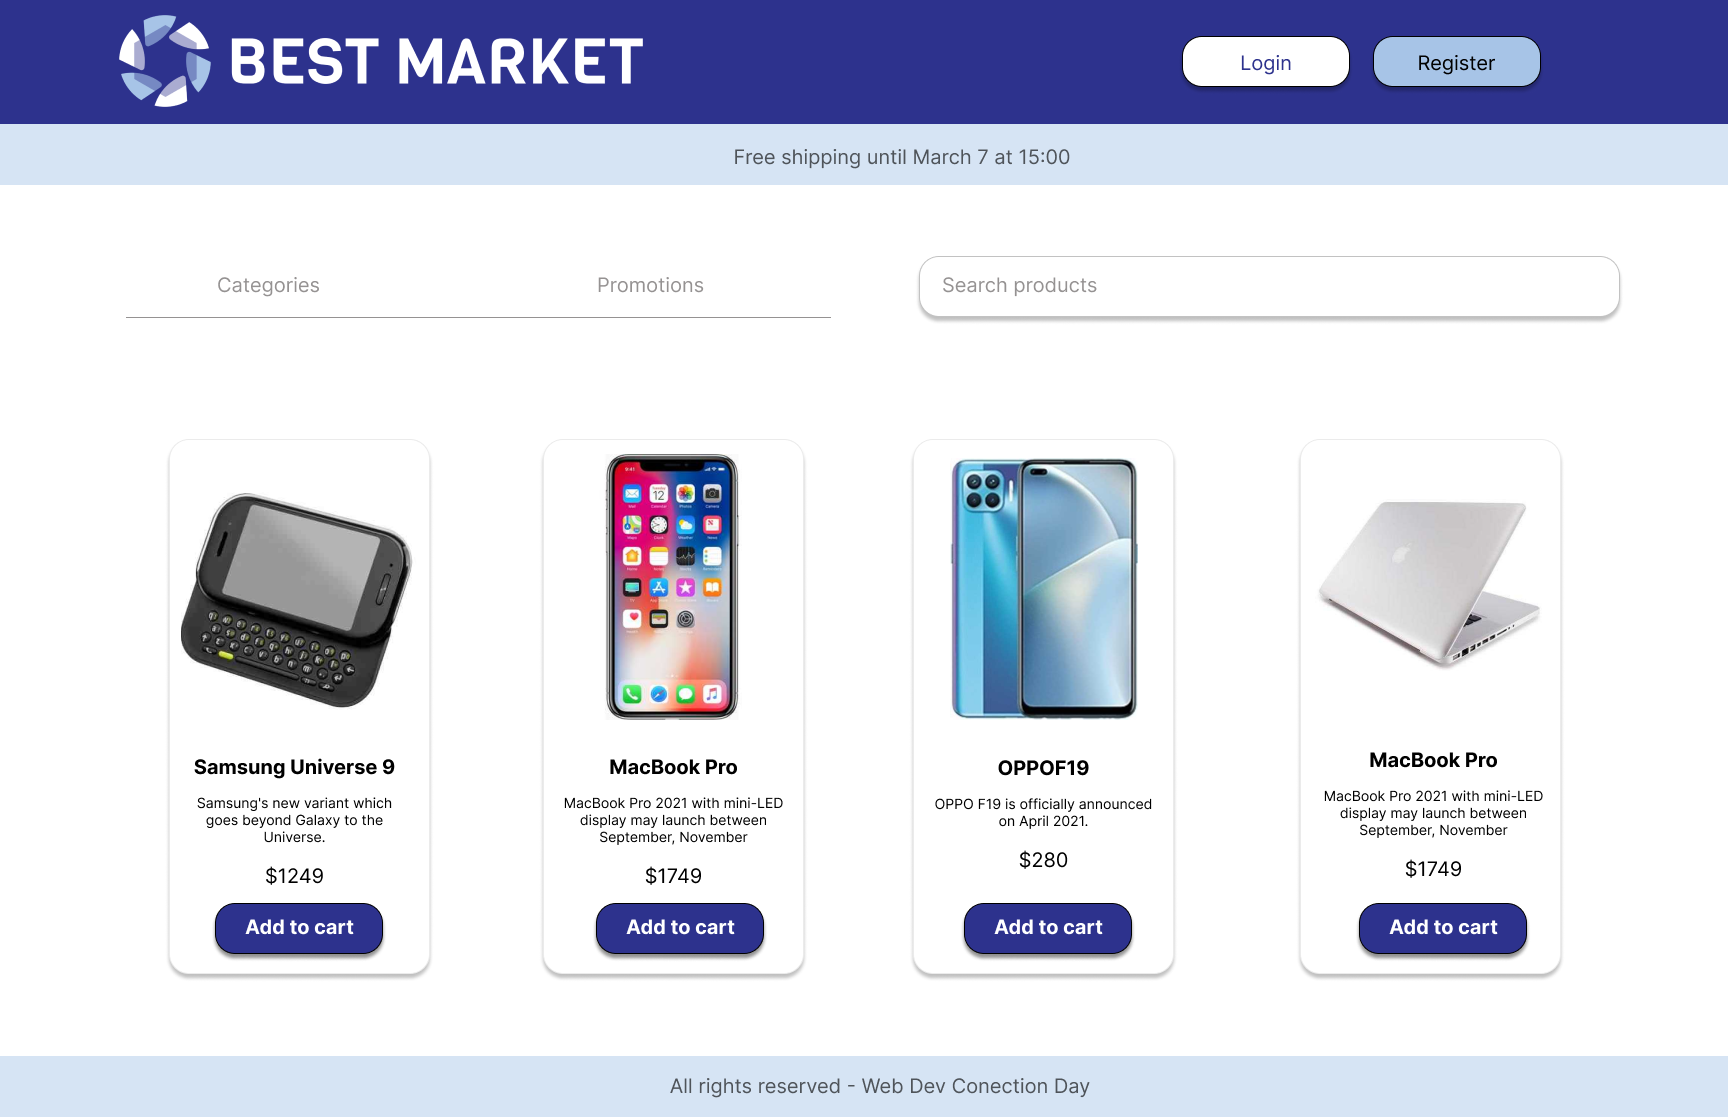 BEST MARKET
Login
Register
Free shipping until March 7 at 15:00
Categories
Promotions
Search products
Samsung Universe 9
Samsung's new variant which
goes beyond Galaxy to the
Universe.
$1249
Add to cart
MacBook Pro
MacBook Pro 2021 with mini-LED
display may launch between
September, November
$1749
Add to cart
OPPOF19
OPPO F19 is officially announced
on April 2021.
$280
Add to cart
MacBook Pro
MacBook Pro 2021 with mini-LED
display may launch between
September, November
$1749
Add to cart
All rights reserved - Web Dev Conection Day